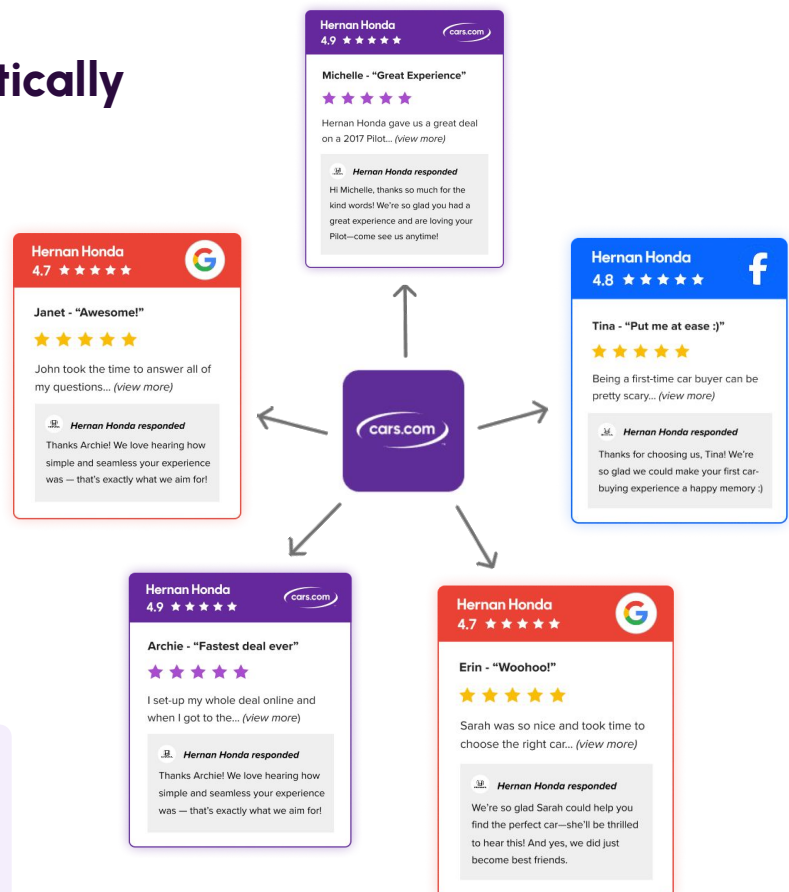 tically
Hernan Honda
4.9
cars.com
Michelle - “Great Experience”
Hernan Honda gave us a great deal
on a 2017 Pilot... (view more)
Hernan Honda responded
Hi Michelle, thanks so much for the
kind words! We’re so glad you had a
great experience and are loving your
Pilot—come see us anytime!
Hernan Honda
4.7
G
Janet - “Awesome!”
John took the time to answer all of
my questions... (view more)
Hernan Honda responded
Thanks Archie! We love hearing how
simple and seamless your experience
was — that’s exactly what we aim for!
cars.com
Hernan Honda
4.8
f
Tina - “Put me at ease :)”
Being a first-time car buyer can be
pretty scary... (view more)
Hernan Honda responded
Thanks for choosing us, Tina! We’re
so glad we could make your first car-
buying experience a happy memory :)
Hernan Honda
4.9
cars.com
Archie - “Fastest deal ever”
I set-up my whole deal online and
when I got to the... (view more)
Hernan Honda responded
Thanks Archie! We love hearing how
simple and seamless your experience
was — that’s exactly what we aim for!
Hernan Honda
4.7
G
Erin - “Woohoo!”
Sarah was so nice and took time to
choose the right car... (view more)
Hernan Honda responded
We’re so glad Sarah could help you
find the perfect car—she’ll be thrilled
to hear this! And yes, we did just
become best friends.